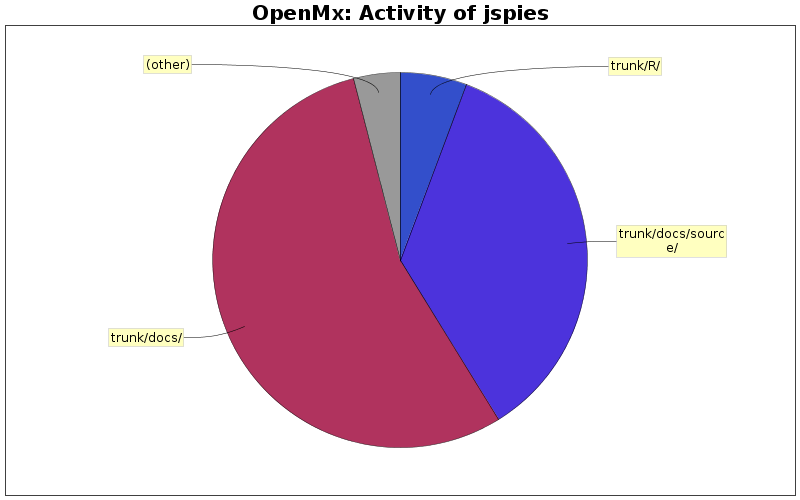 OpenMx: Activity of jspies
(other)
trunk/R/
trunk/docs/sourc
e/
trunk/docs/